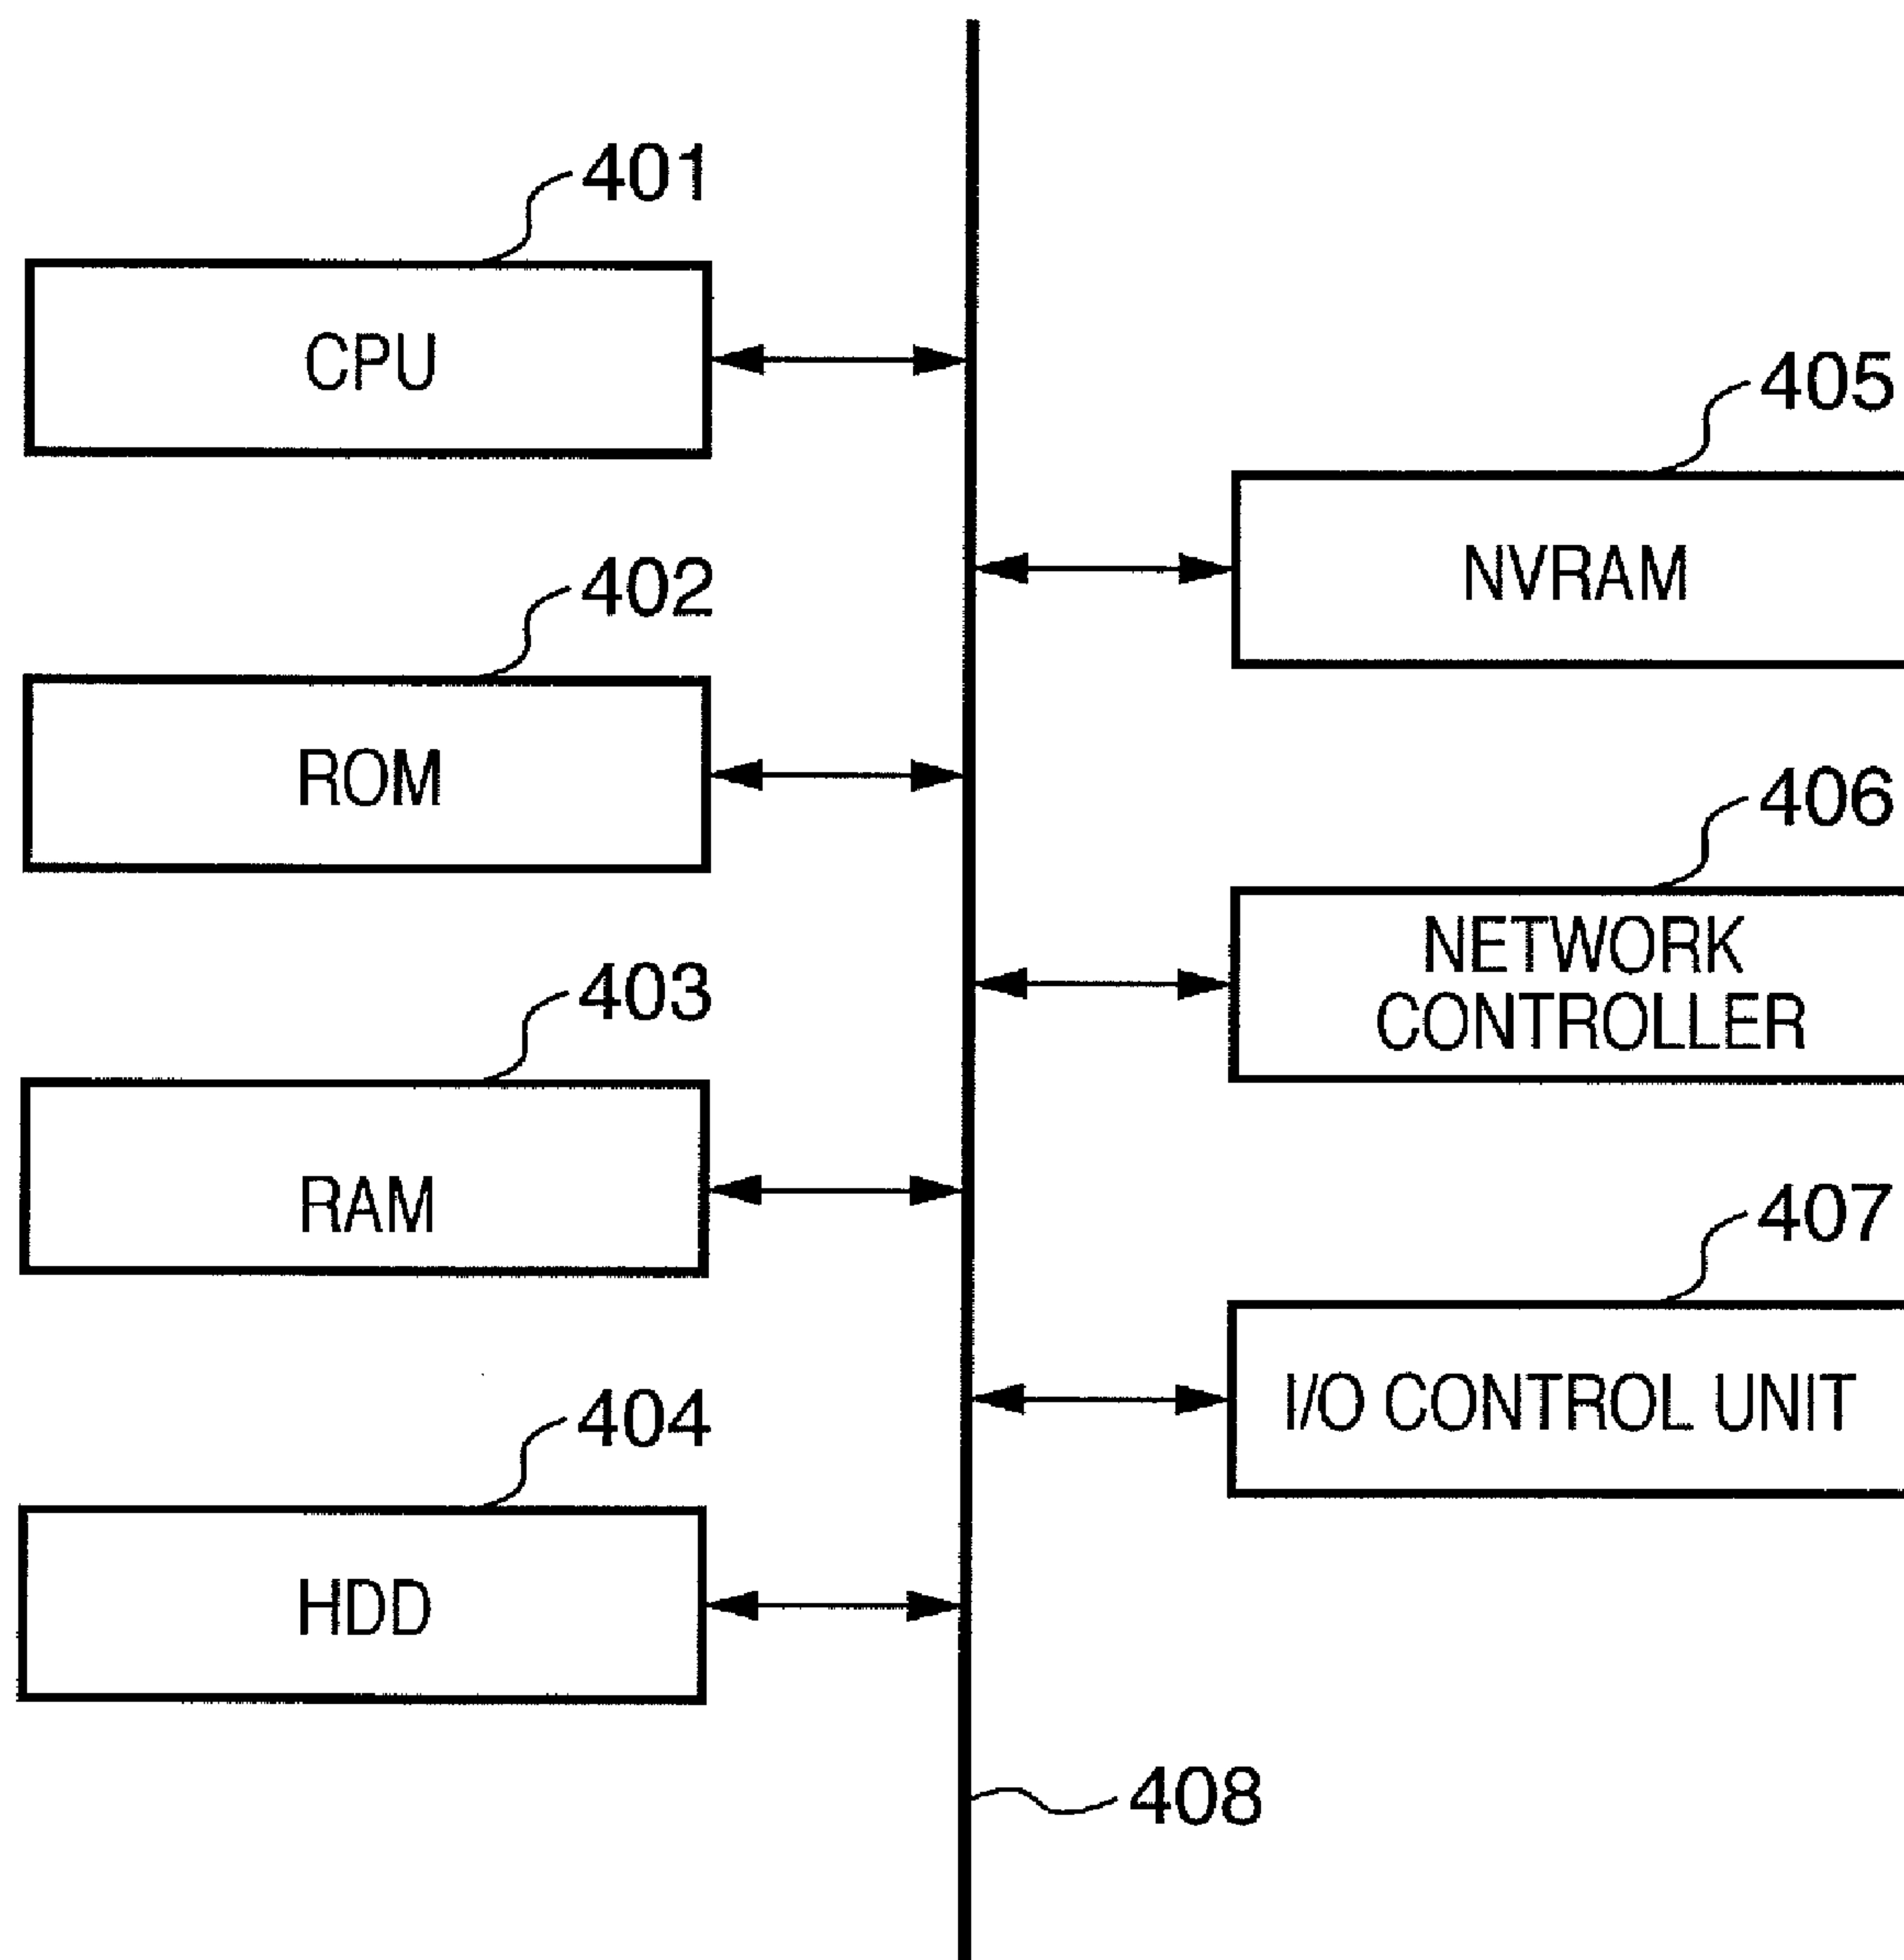 401
CPU
402
ROM
403
RAM
404
HDD
405
NVRAM
406
NETWORK
CONTROLLER
407
I/O CONTROL UNIT
408